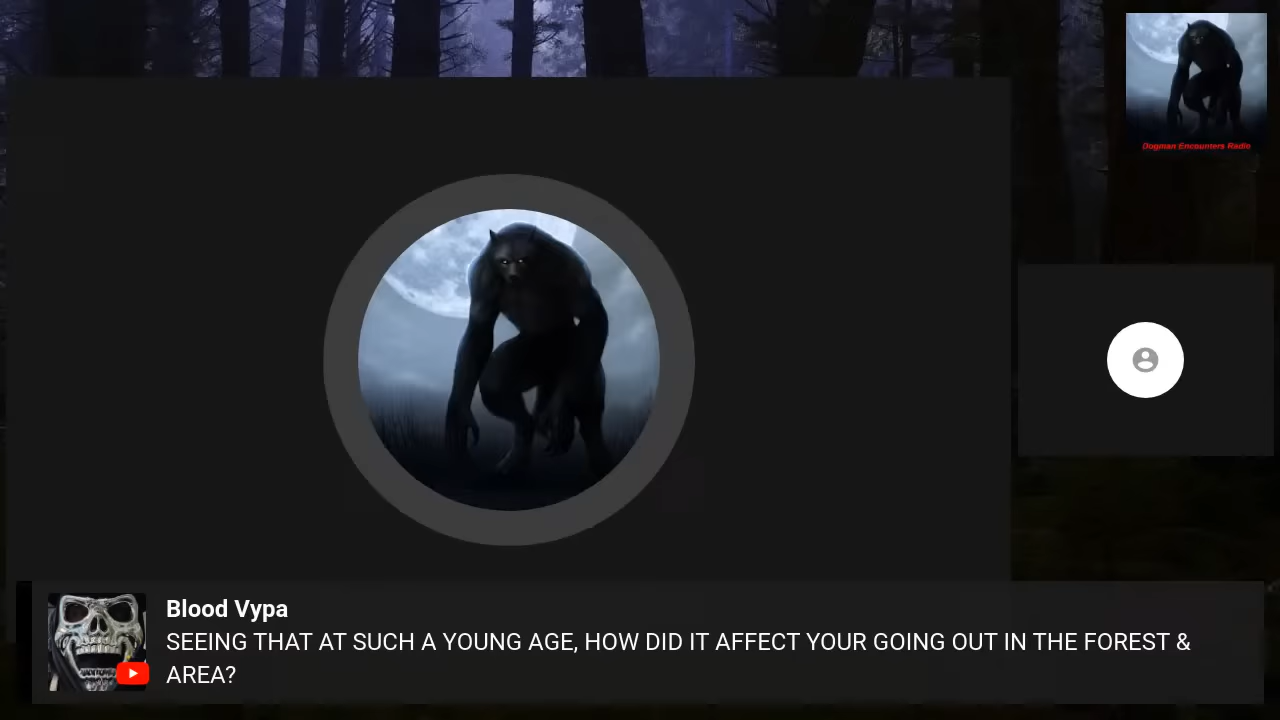 Dogman Encounters Radio
Blood Vypa
SEEING THAT AT SUCH A YOUNG AGE, HOW DID IT AFFECT YOUR GOING OUT IN THE FOREST &
AREA?